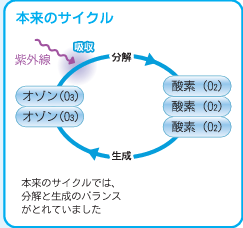 本来のサイクル
吸収
紫外線
分解
オゾン(O₃)
オゾン(O₃)
酸素(O₂)
酸素(O₂)
酸素(O₂)
生成
本来のサイクルでは、
分解と生成のバランス
がとれていました